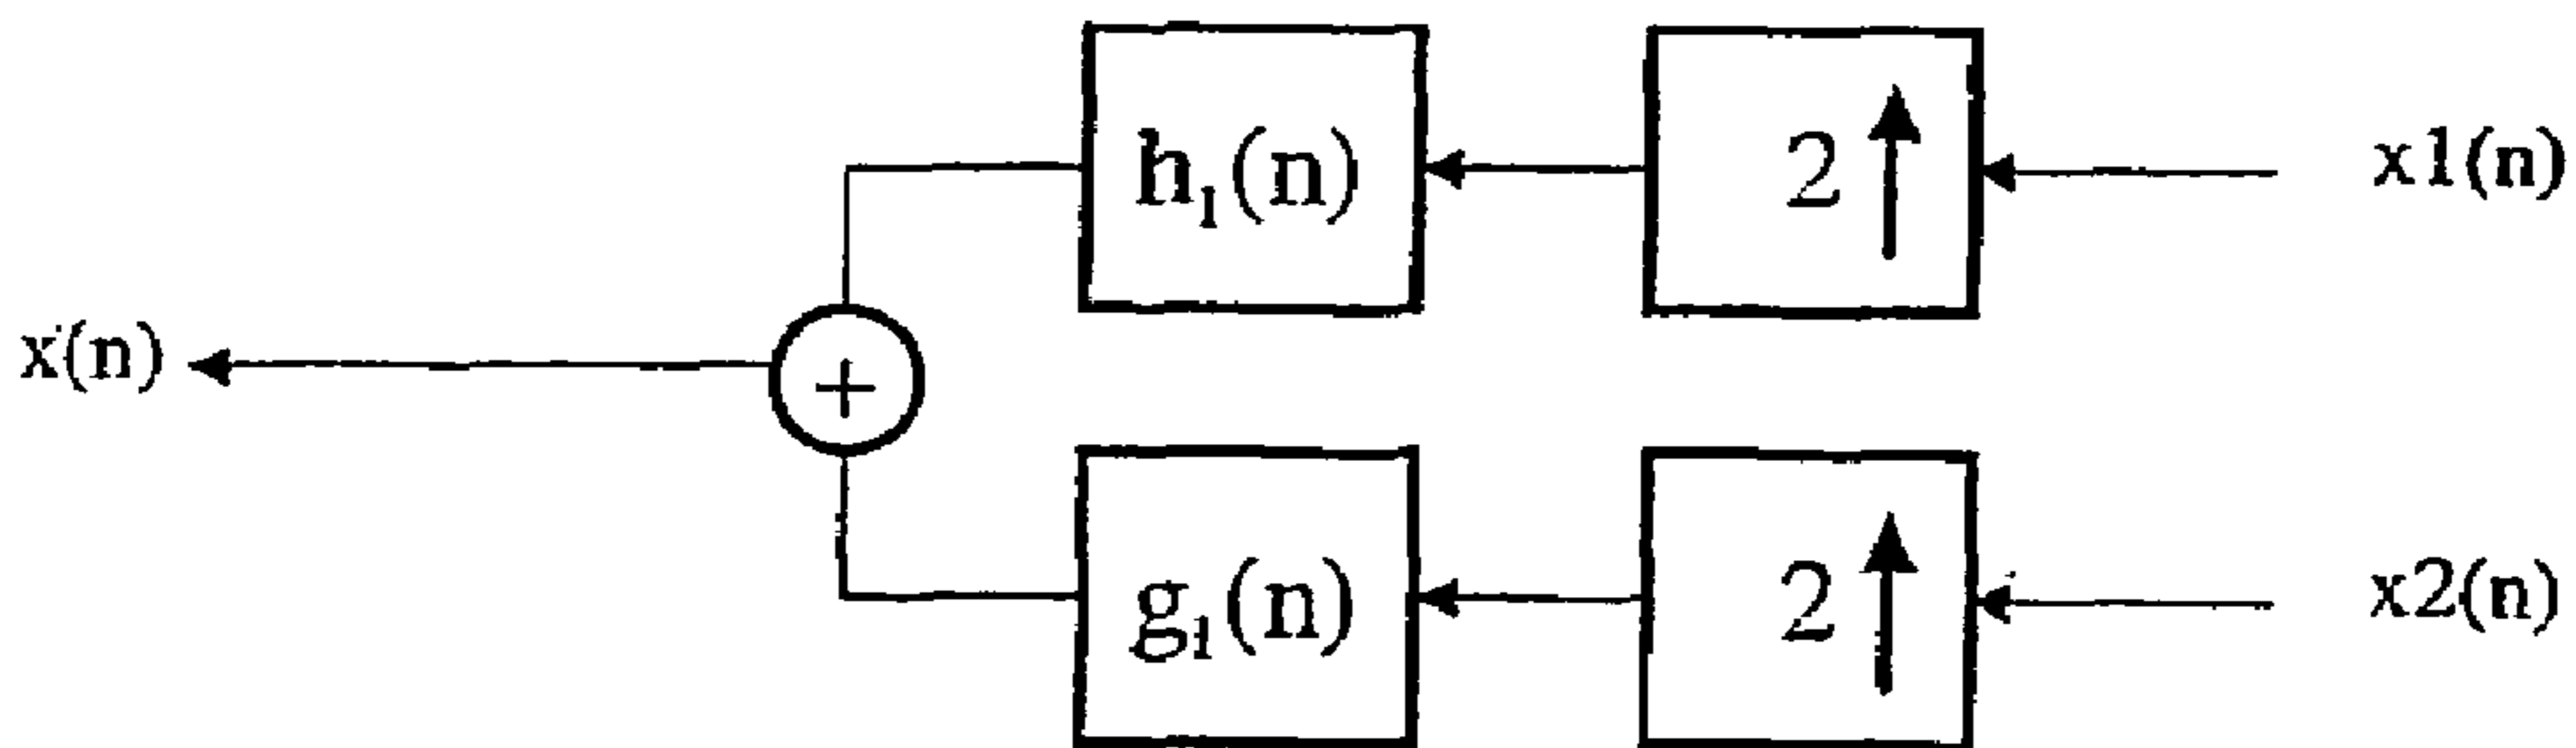 h₁(n) 2 ↑ x1(n)
x(n) +
g₁(n) 2 ↑ x2(n)